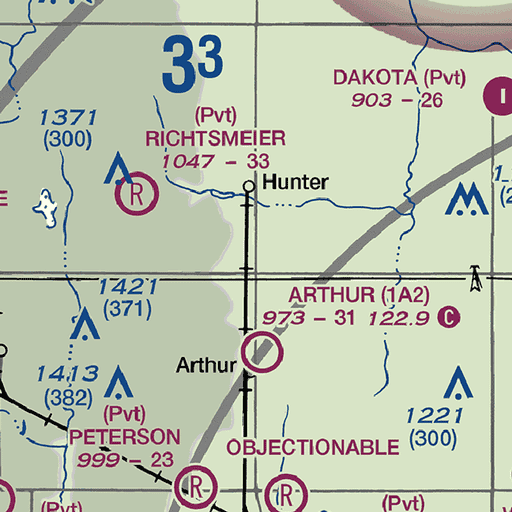 3³
DAKOTA (Pvt)
903 - 26
I
1371
(300)
(Pvt)
RICHTSMEIER
1047 - 33
R
Hunter
E
1421
(371)
ARTHUR (1A2)
973 - 31 122.9 C
Arthur
1413
(382)
(Pvt)
PETERSON
999 - 23
1221
(300)
OBJECTIONABLE
R
R
(Pvt)
(Pvt)